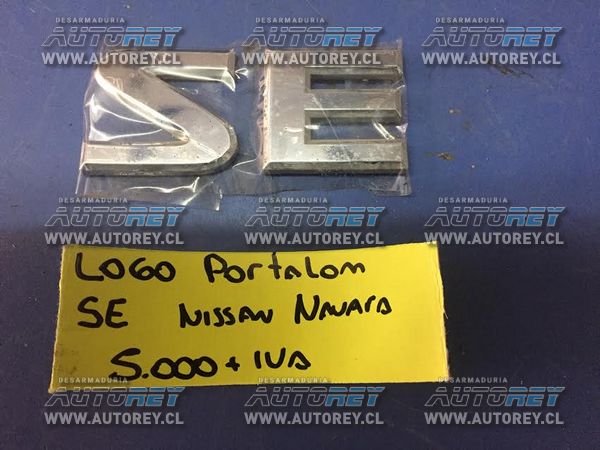 SE
LOGO Portalon
SE NISSAN NAVARA
5.000 + IVA
DESARMADURIA
AUTOREY
WWW.AUTOREY.CL